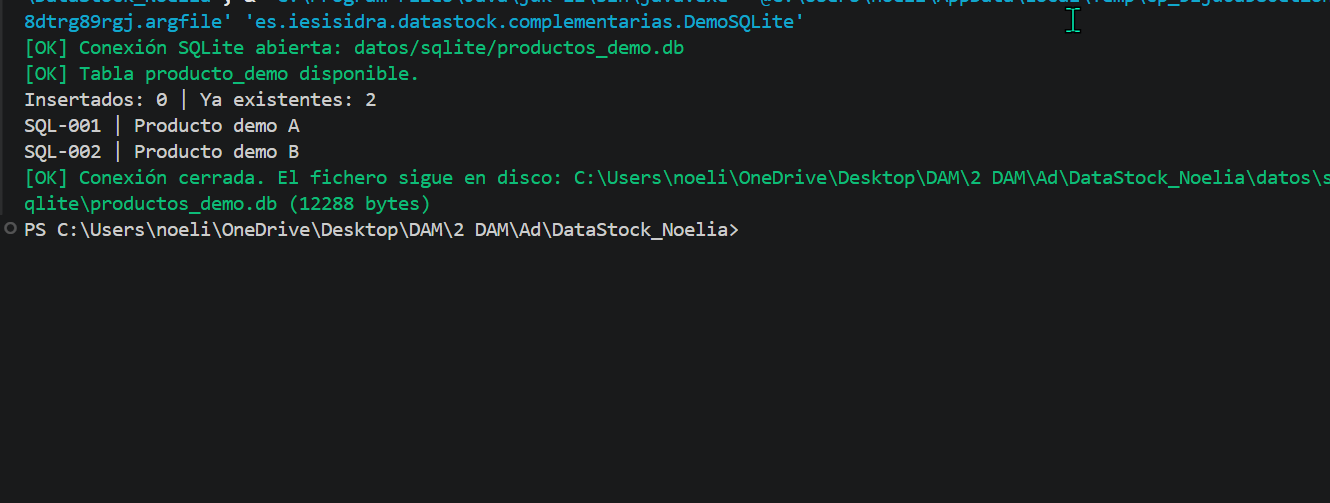 8dtrg89rgj.argfile' 'es.iesisidra.datastock.complementarias.DemoSQLite'
[OK] Conexión SQLite abierta: datos/sqlite/productos_demo.db
[OK] Tabla producto_demo disponible.
Insertados: 0 | Ya existentes: 2
SQL-001 | Producto demo A
SQL-002 | Producto demo B
[OK] Conexión cerrada. El fichero sigue en disco: C:\Users\noeli\OneDrive\Desktop\DAM\2 DAM\Ad\DataStock_Noelia\datos\s
qlite\productos_demo.db (12288 bytes)
PS C:\Users\noeli\OneDrive\Desktop\DAM\2 DAM\Ad\DataStock_Noelia>